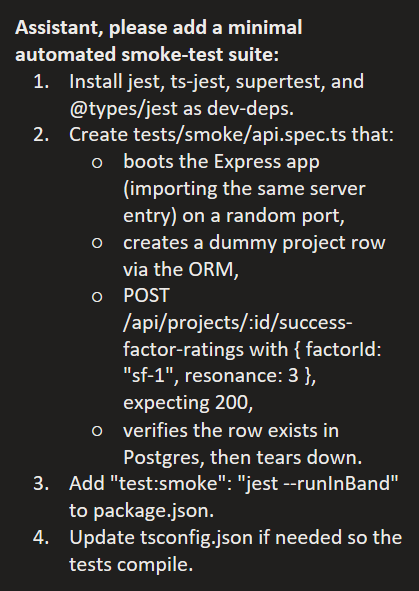 Assistant, please add a minimal
automated smoke-test suite:
1. Install jest, ts-jest, supertest, and
@types/jest as dev-deps.
2. Create tests/smoke/api.spec.ts that:
o boots the Express app
(importing the same server
entry) on a random port,
o creates a dummy project row
via the ORM,
o POST
/api/projects/:id/success-
factor-ratings with { factorId:
"sf-1", resonance: 3 },
expecting 200,
o verifies the row exists in
Postgres, then tears down.
3. Add "test:smoke": "jest --runInBand"
to package.json.
4. Update tsconfig.json if needed so the
tests compile.